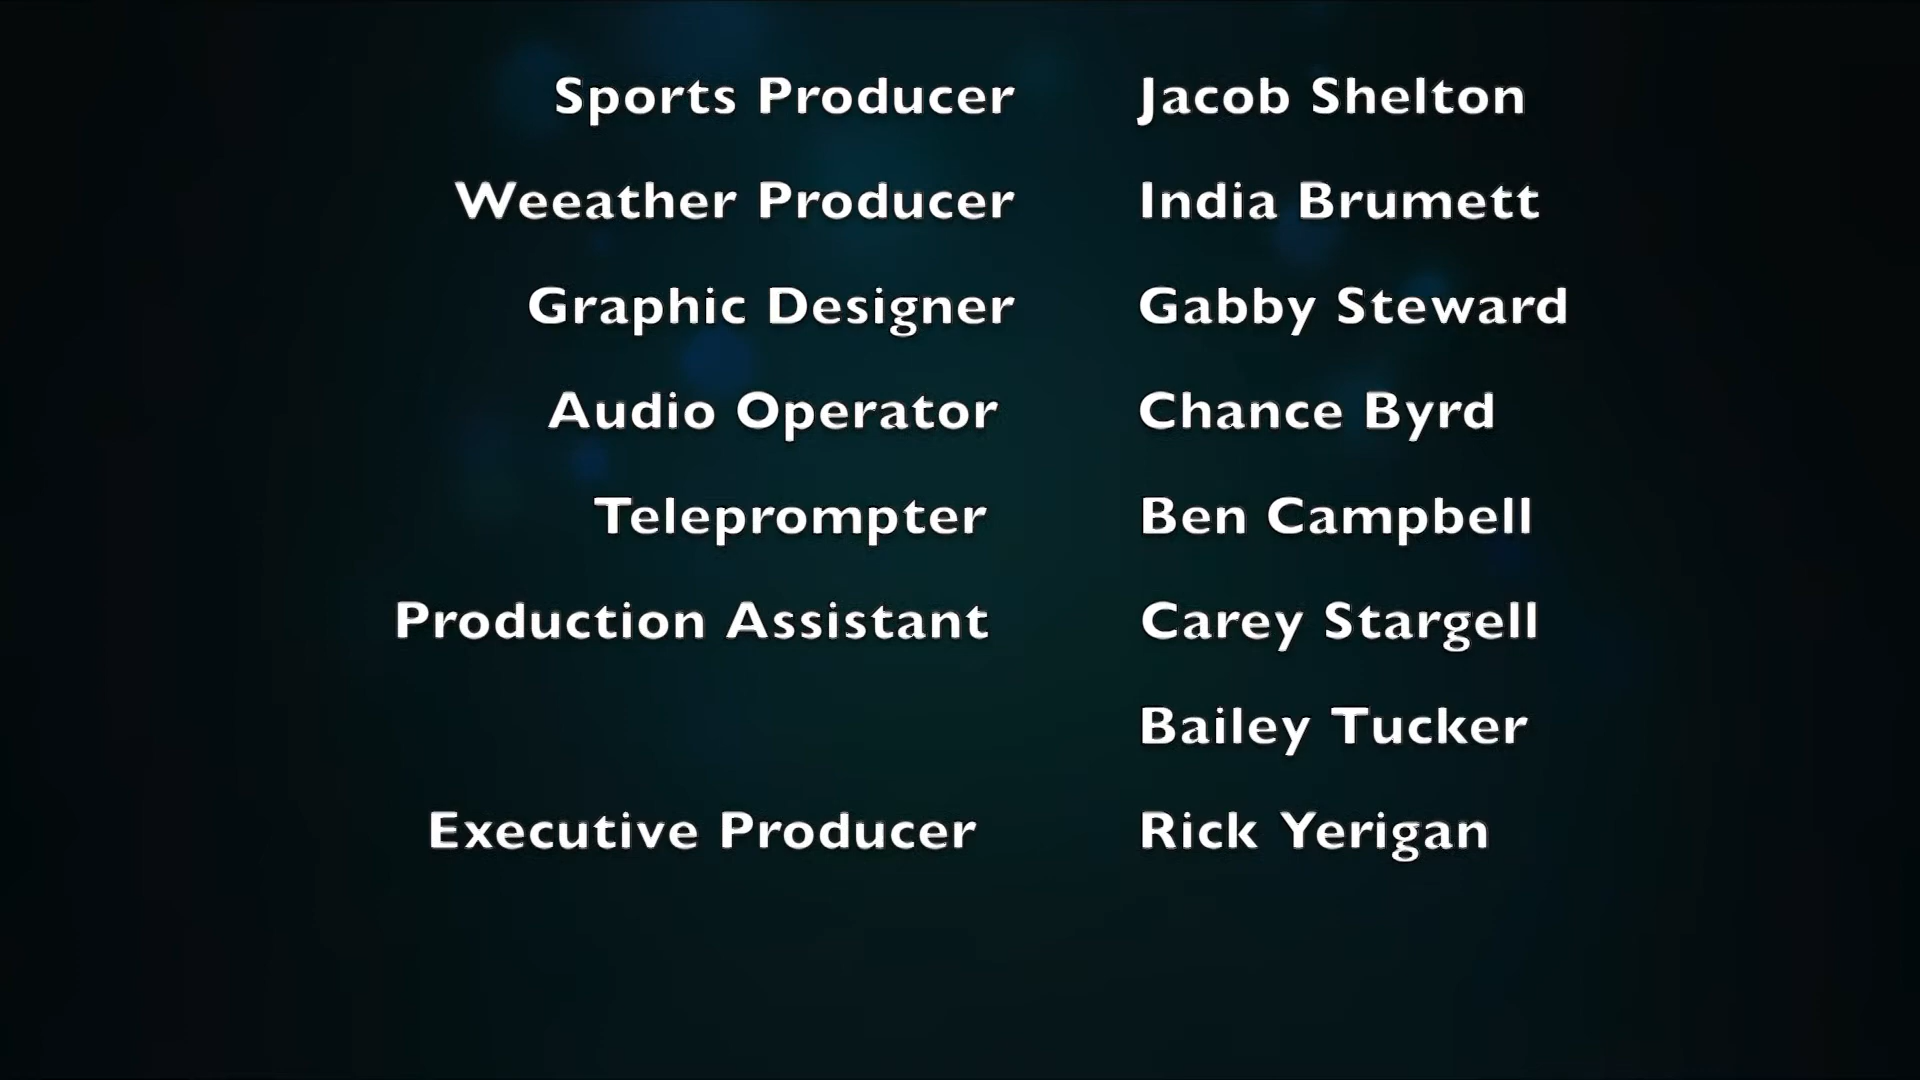 Sports Producer Jacob Shelton
Weeather Producer India Brumett
Graphic Designer Gabby Steward
Audio Operator Chance Byrd
Teleprompter Ben Campbell
Production Assistant Carey Stargell
Bailey Tucker
Executive Producer Rick Yerigan